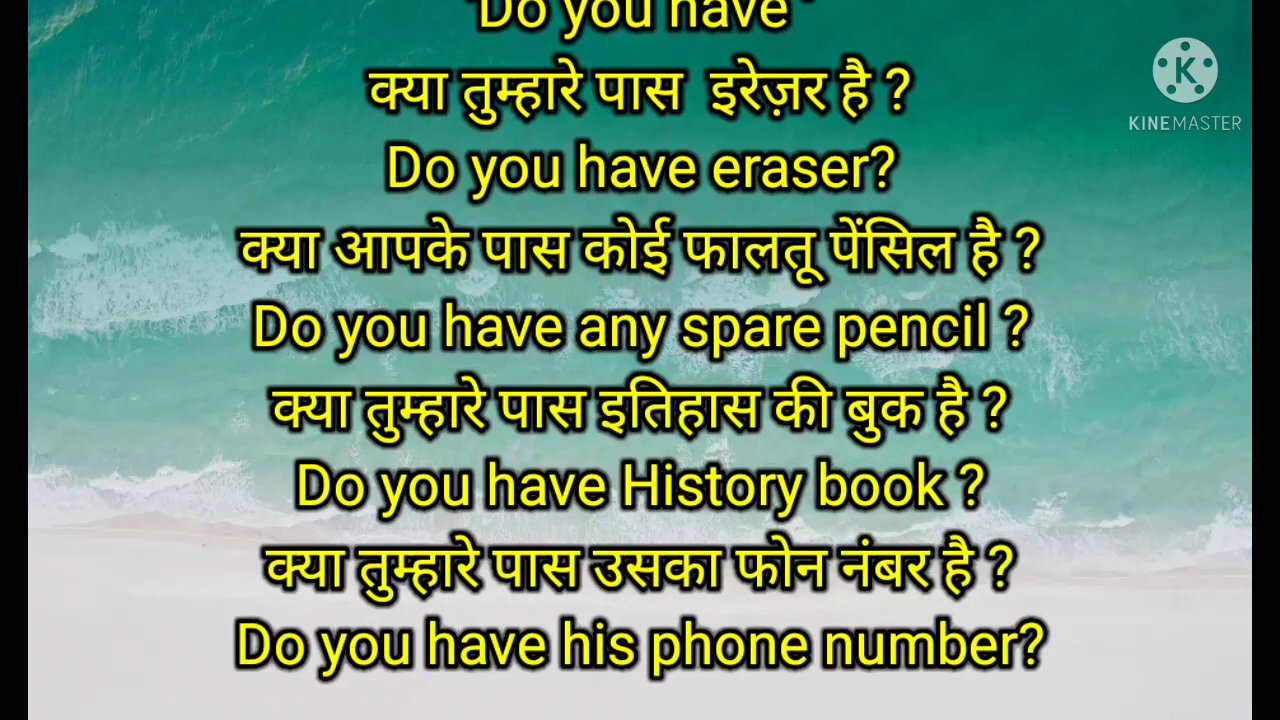 "Do you have "
क्या तुम्हारे पास इरेज़र है ?
Do you have eraser?
क्या आपके पास कोई फालतू पेंसिल है ?
Do you have any spare pencil ?
क्या तुम्हारे पास इतिहास की बुक है ?
Do you have History book ?
क्या तुम्हारे पास उसका फोन नंबर है ?
Do you have his phone number?
K
KINEMASTER